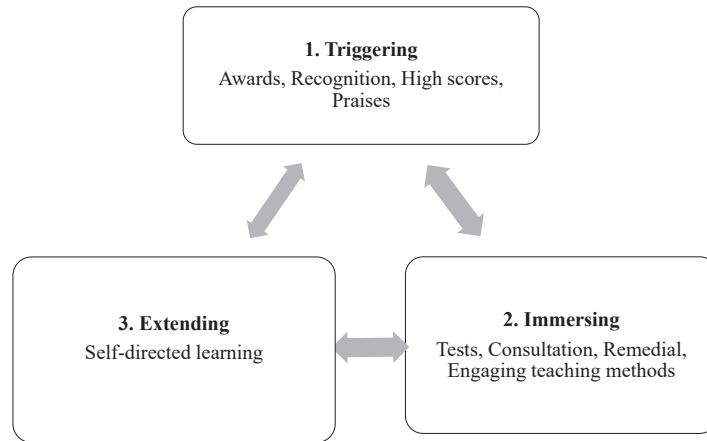 1. Triggering
Awards, Recognition, High scores,
Praises
3. Extending
Self-directed learning
2. Immersing
Tests, Consultation, Remedial,
Engaging teaching methods